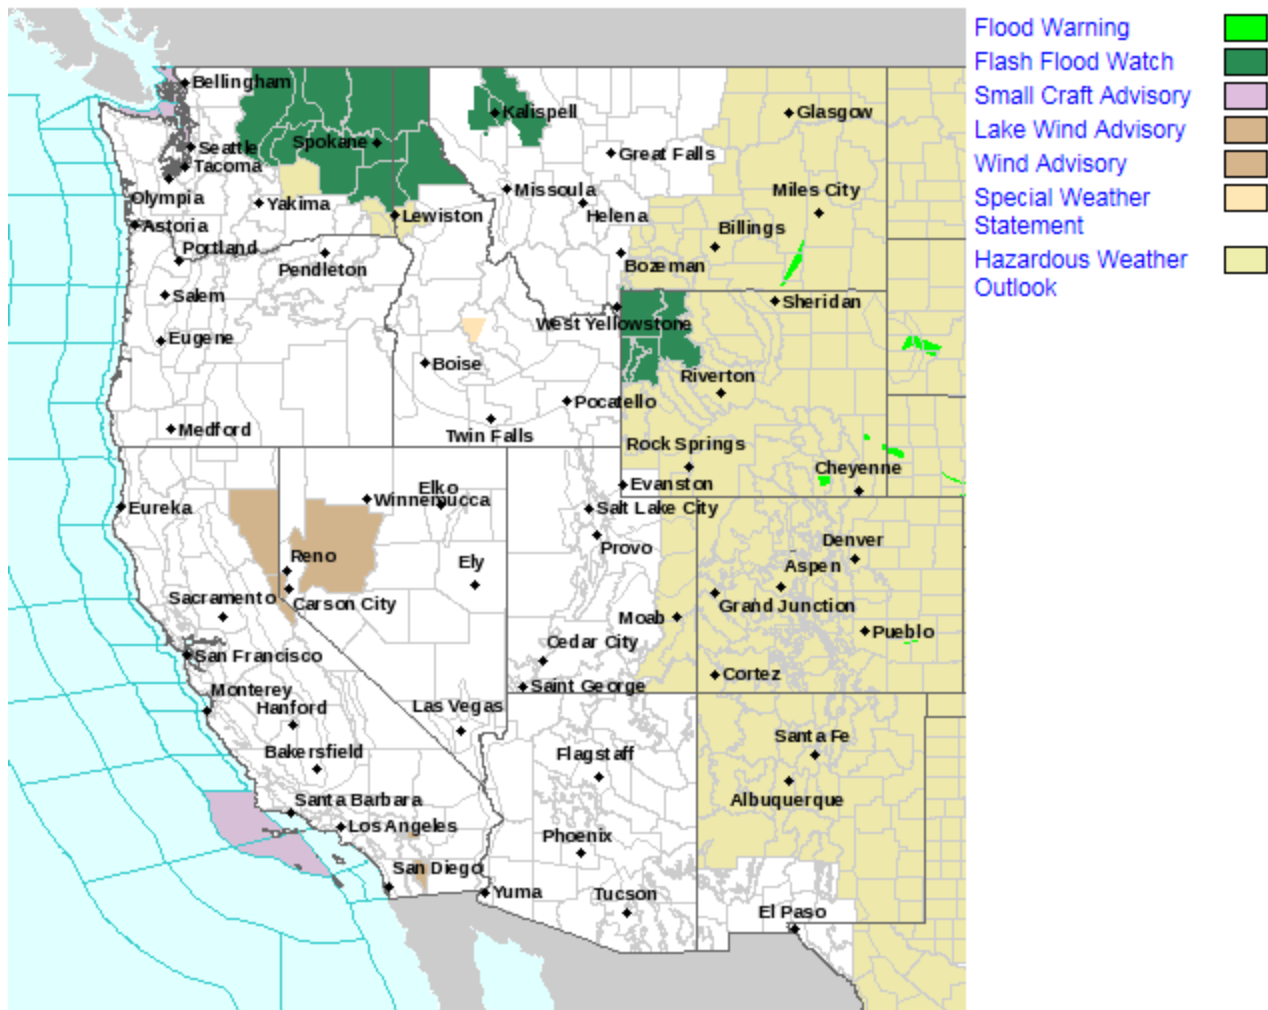 Flood Warning
Flash Flood Watch
Small Craft Advisory
Lake Wind Advisory
Wind Advisory
Special Weather
Statement
Hazardous Weather
Outlook
Bellingham
Kalispell
Glasgow
Seattle
Spokane
Great Falls
Tacoma
Olympia
Yakima
Missoula
Miles City
Astoria
Lewiston
Helena
Billings
Portland
Pendleton
Bozeman
Salem
Sheridan
Eugene
West Yellowstone
Boise
Riverton
Pocatello
Medford
Twin Falls
Rock Springs
Cheyenne
Evanston
Eureka
Elko
Winnemucca
Salt Lake City
Provo
Denver
Reno
Ely
Aspen
Sacramento
Carson City
Grand Junction
Moab
Pueblo
San Francisco
Cedar City
Cortez
Saint George
Monterey
Hanford
Las Vegas
Bakersfield
Flagstaff
Santa Fe
Albuquerque
Santa Barbara
Los Angeles
Phoenix
San Diego
Yuma
Tucson
El Paso